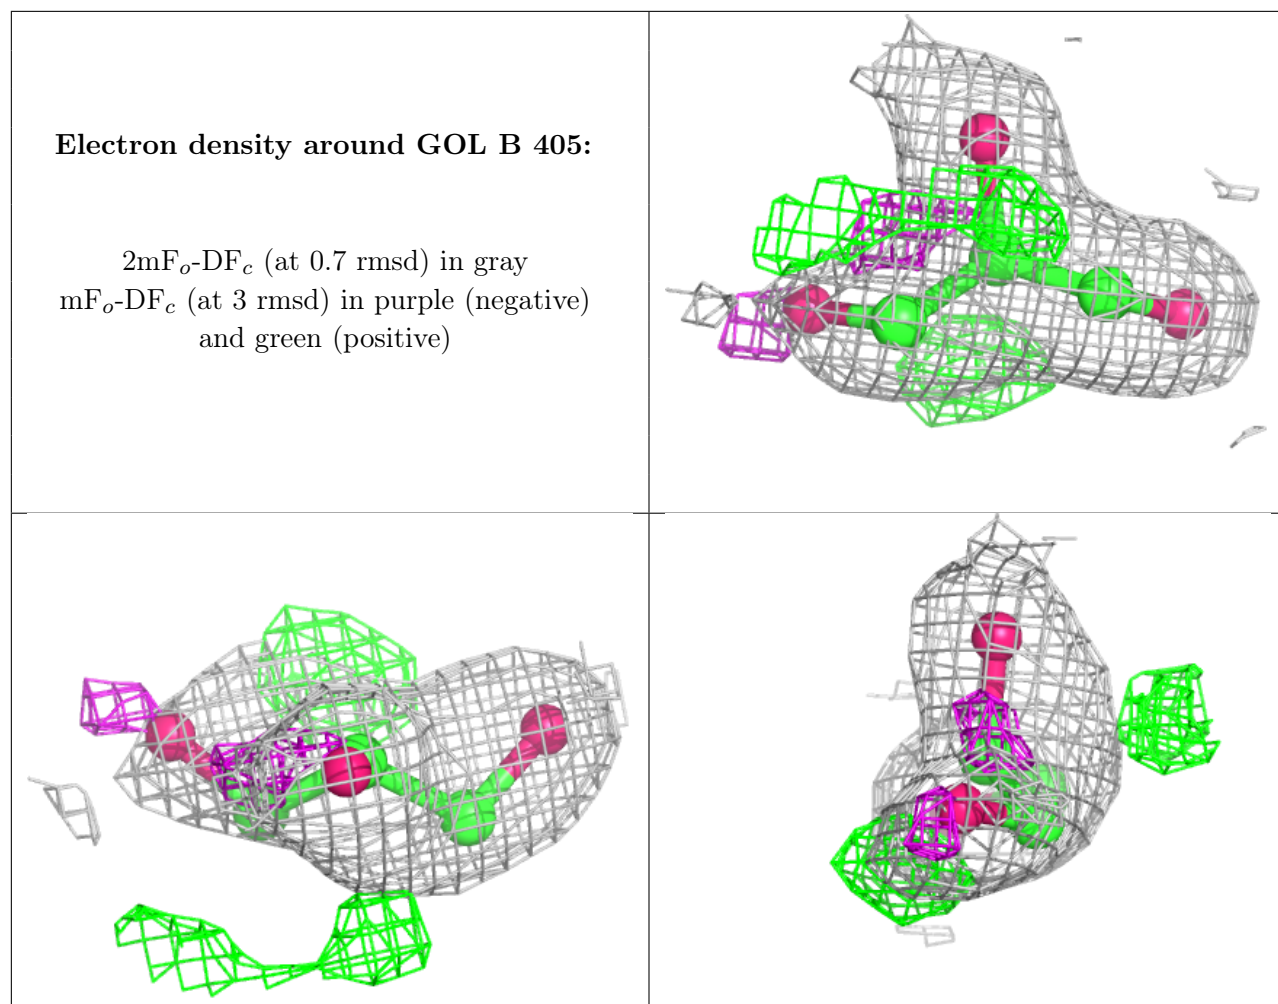 Electron density around GOL B 405:
2mFo-DFc (at 0.7 rmsd) in gray
mFo-DFc (at 3 rmsd) in purple (negative)
and green (positive)